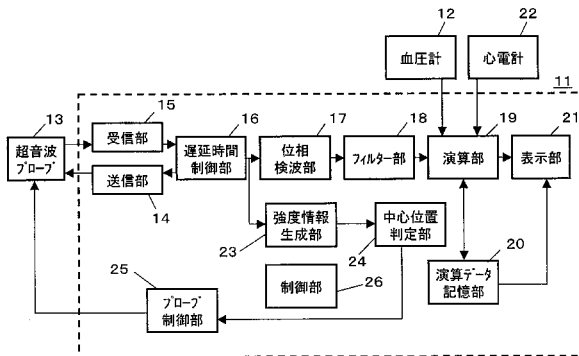 12
22
血圧計
心電計
11
13
15
16
17
18
19
21
超音波
プローブ
受信部
送信部
14
遅延時間
制御部
位相
検波部
フィルター部
演算部
表示部
強度情報
生成部
23
中心位置
判定部
24
20
演算データ
記憶部
25
プローブ
制御部
制御部
26